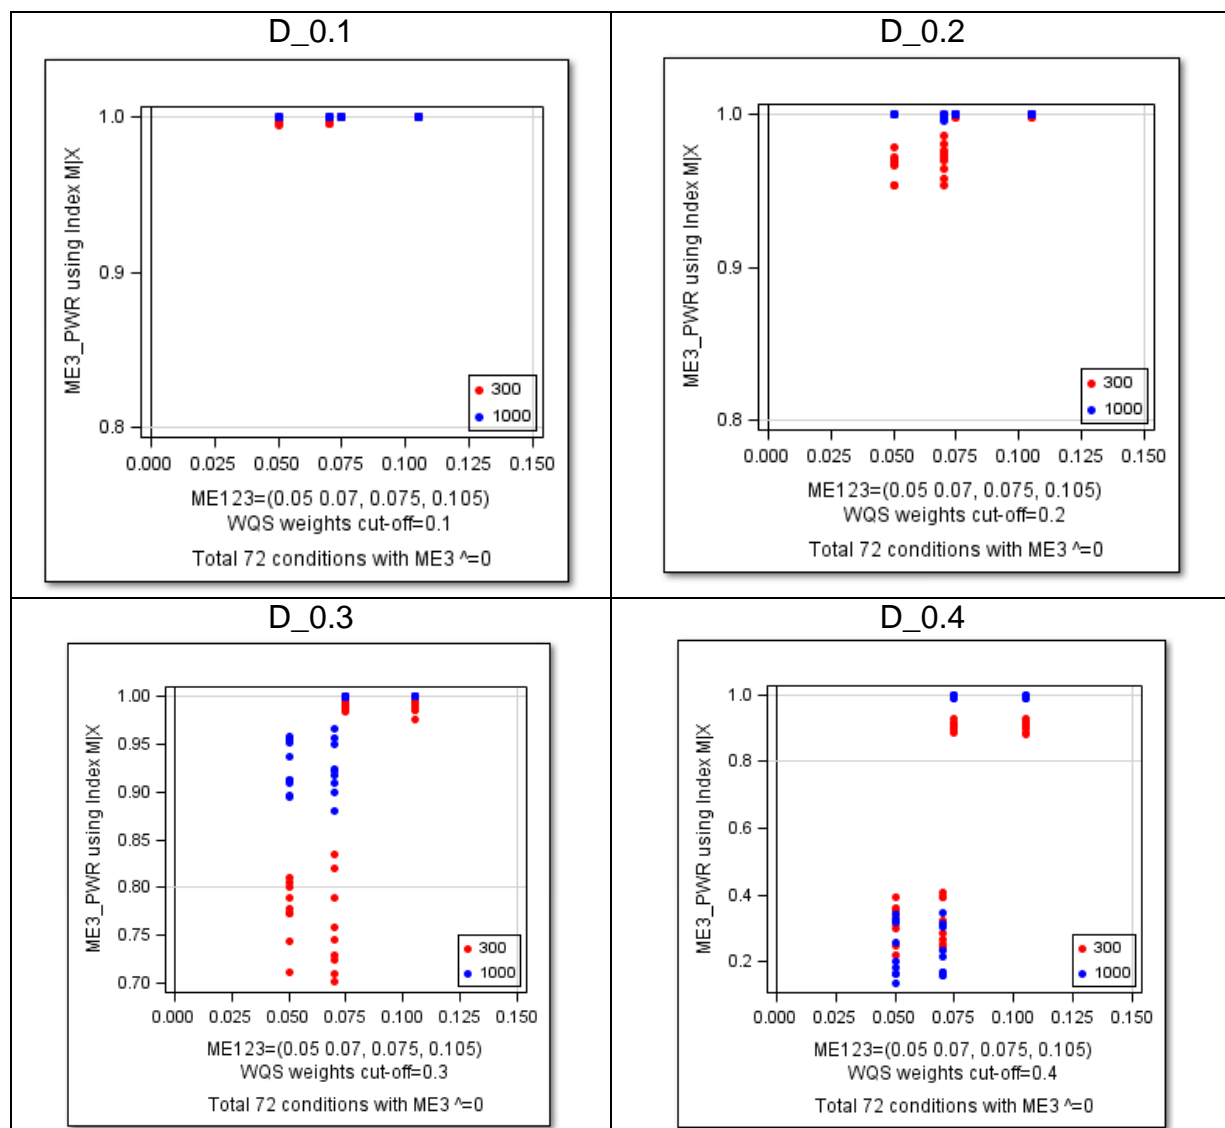 D_0.1
ME3_PWR using Index M|X
1.0
0.9
0.8
300
1000
0.000 0.025 0.050 0.075 0.100 0.125 0.150
ME123=(0.05 0.07, 0.075, 0.105)
WQS weights cut-off=0.1
Total 72 conditions with ME3 ^=0
D_0.2
ME3_PWR using Index M|X
1.0
0.9
0.8
300
1000
0.000 0.025 0.050 0.075 0.100 0.125 0.150
ME123=(0.05 0.07, 0.075, 0.105)
WQS weights cut-off=0.2
Total 72 conditions with ME3 ^=0
D_0.3
ME3_PWR using Index M|X
1.00
0.95
0.90
0.85
0.80
0.75
0.70
300
1000
0.000 0.025 0.050 0.075 0.100 0.125 0.150
ME123=(0.05 0.07, 0.075, 0.105)
WQS weights cut-off=0.3
Total 72 conditions with ME3 ^=0
D_0.4
ME3_PWR using Index M|X
1.0
0.8
0.6
0.4
0.2
300
1000
0.000 0.025 0.050 0.075 0.100 0.125 0.150
ME123=(0.05 0.07, 0.075, 0.105)
WQS weights cut-off=0.4
Total 72 conditions with ME3 ^=0